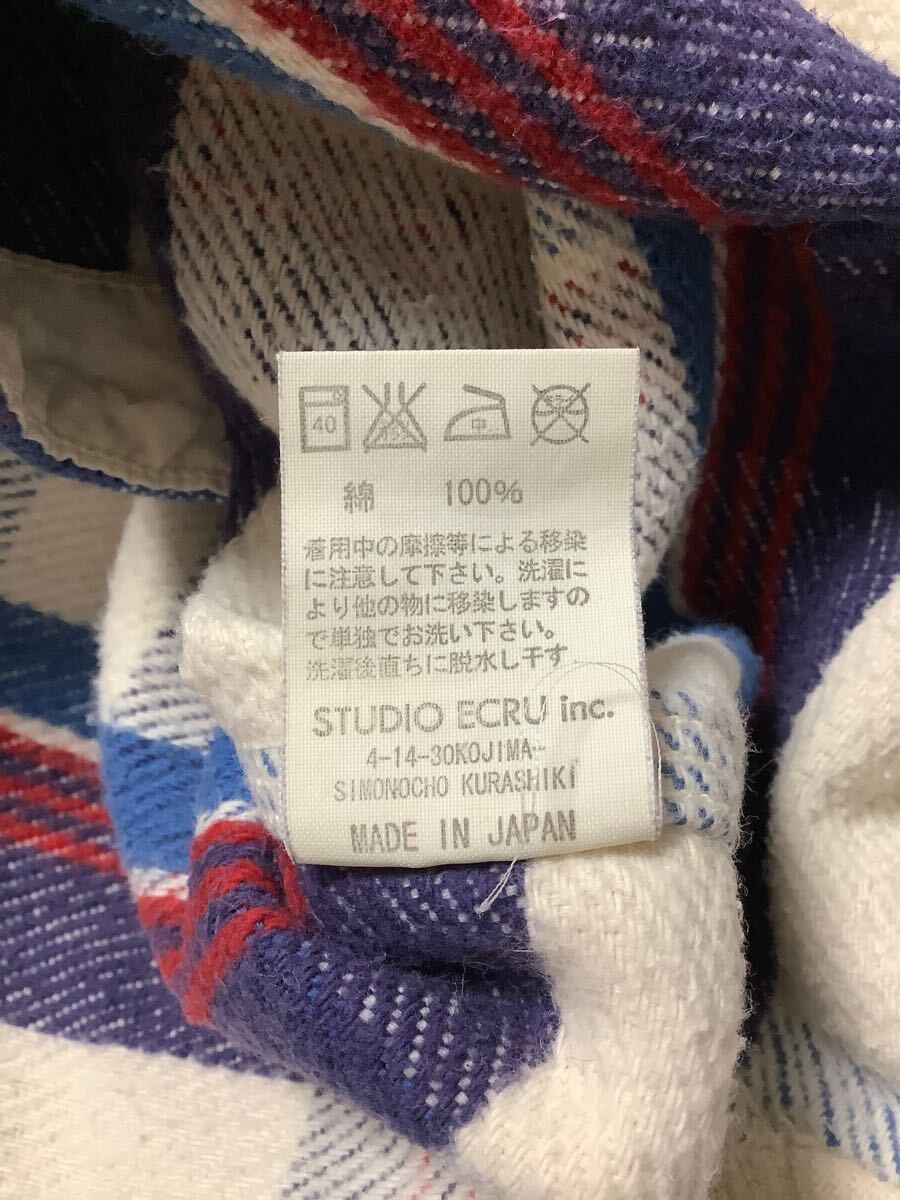 40
中
綿 100%
着用中の摩擦等による移染
に注意して下さい。洗濯に
より他の物に移染しますの
で単独でお洗い下さい。
洗濯後直ちに脱水し干す
STUDIO ECRU inc.
4-14-30KOJIMA-
SIMONOCHO KURASHIKI
MADE IN JAPAN